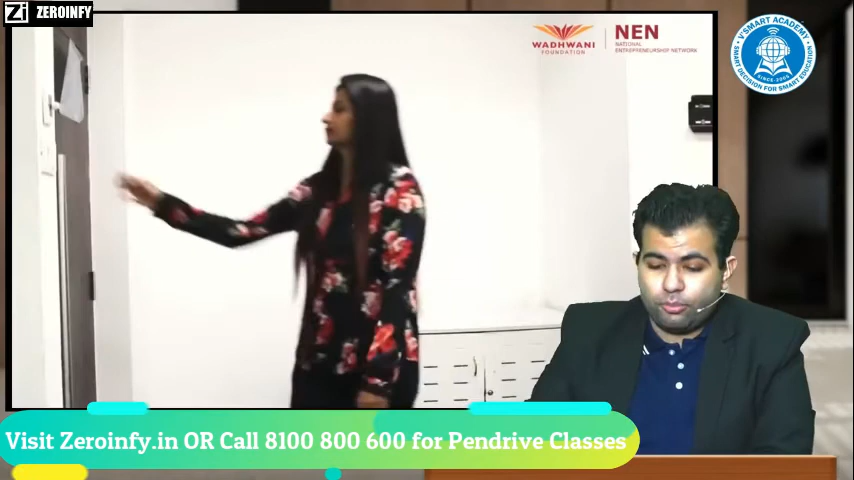 Zi ZEROINFY
WADHWANI
FOUNDATION
NEN
NATIONAL
ENTREPRENEURSHIP NETWORK
V'SMART ACADEMY
SINCE-2005
SMART DECISION FOR SMART EDUCATION
Visit Zeroinfy.in OR Call 8100 800 600 for Pendrive Classes